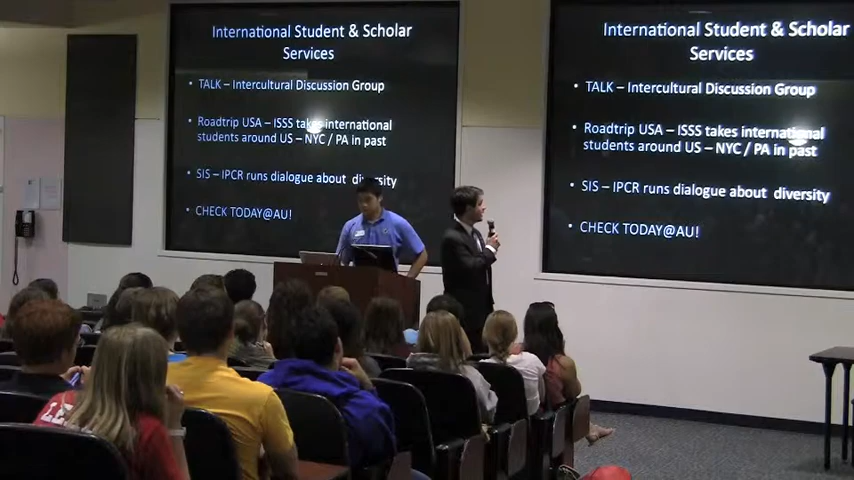 International Student & Scholar
Services
• TALK – Intercultural Discussion Group
• Roadtrip USA – ISSS takes international
students around US – NYC / PA in past
• SIS – IPCR runs dialogue about diversity
• CHECK TODAY@AU!
International Student & Scholar
Services
• TALK – Intercultural Discussion Group
• Roadtrip USA – ISSS takes international
students around US – NYC / PA in past
• SIS – IPCR runs dialogue about diversity
• CHECK TODAY@AU!